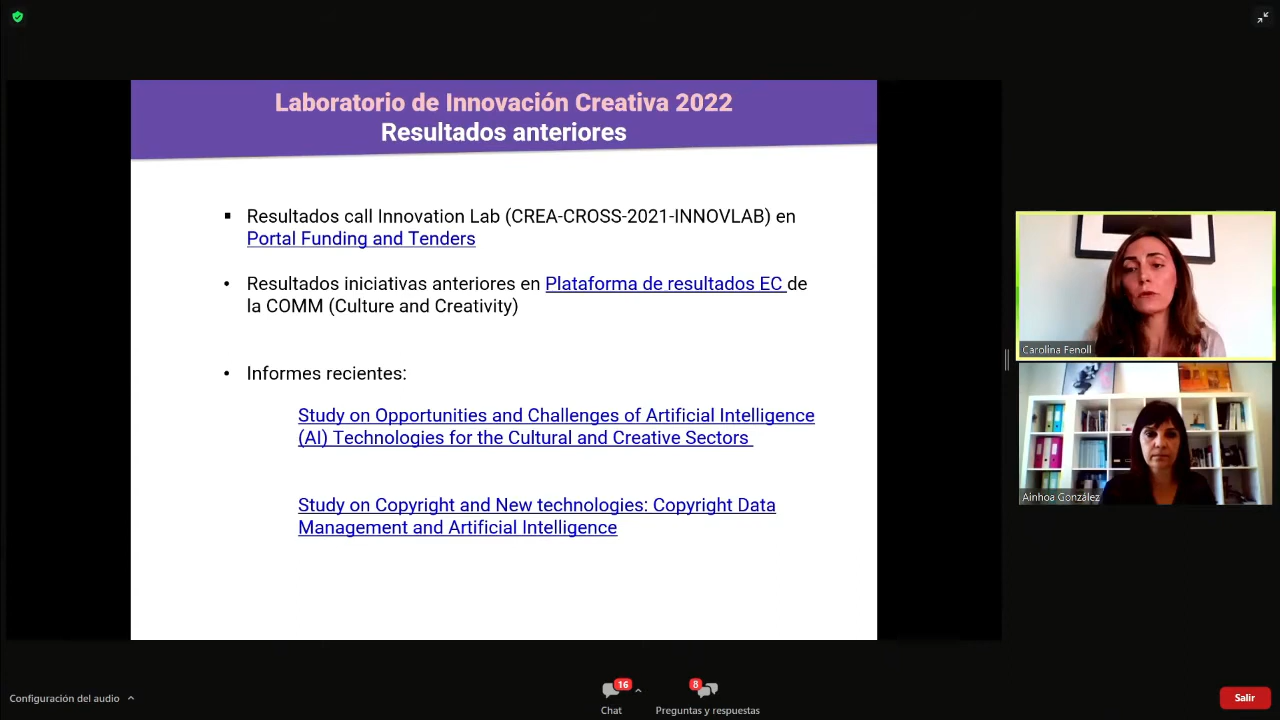 Laboratorio de Innovación Creativa 2022
Resultados anteriores
▪ Resultados call Innovation Lab (CREA-CROSS-2021-INNOVLAB) en
Portal Funding and Tenders
• Resultados iniciativas anteriores en Plataforma de resultados EC de
la COMM (Culture and Creativity)
• Informes recientes:
Study on Opportunities and Challenges of Artificial Intelligence
(AI) Technologies for the Cultural and Creative Sectors
Study on Copyright and New technologies: Copyright Data
Management and Artificial Intelligence
Carolina Fenoll
Ainhoa González
Configuración del audio
16
Chat
8
Preguntas y respuestas
Salir